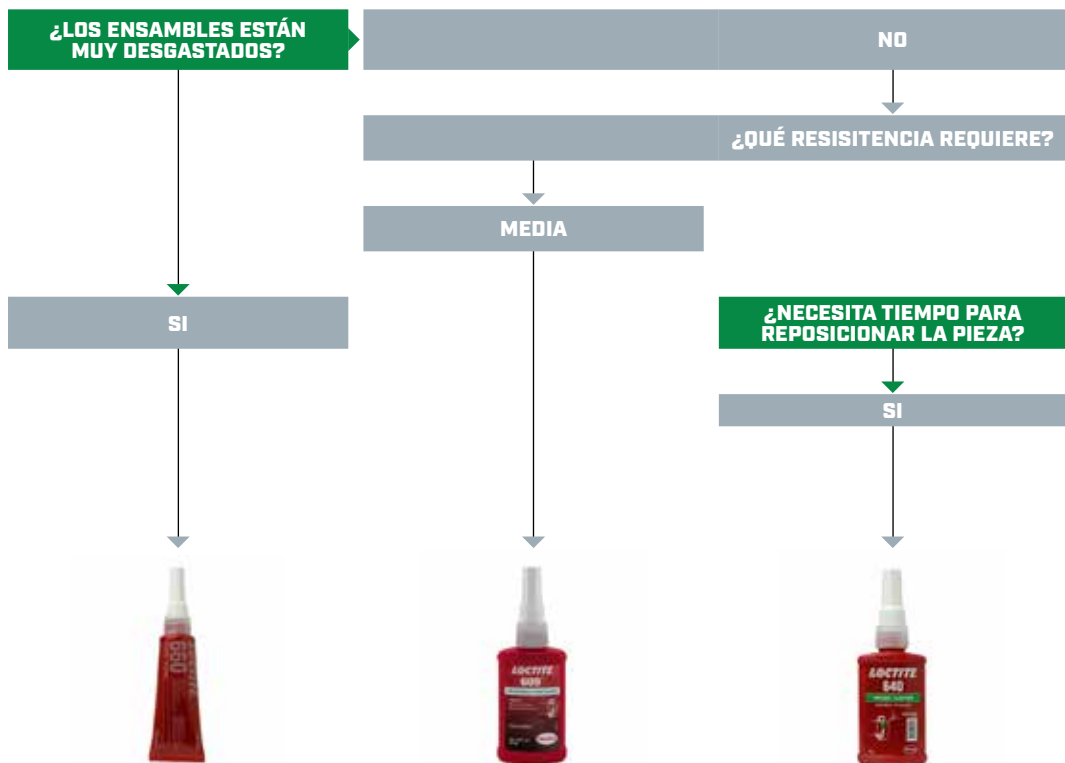 ¿LOS ENSAMBLES ESTÁN
MUY DESGASTADOS?
NO
¿QUÉ RESISITENCIA REQUIERE?
MEDIA
SI
¿NECESITA TIEMPO PARA
REPOSICIONAR LA PIEZA?
SI
660
LOCTITE
609
LOCTITE
640